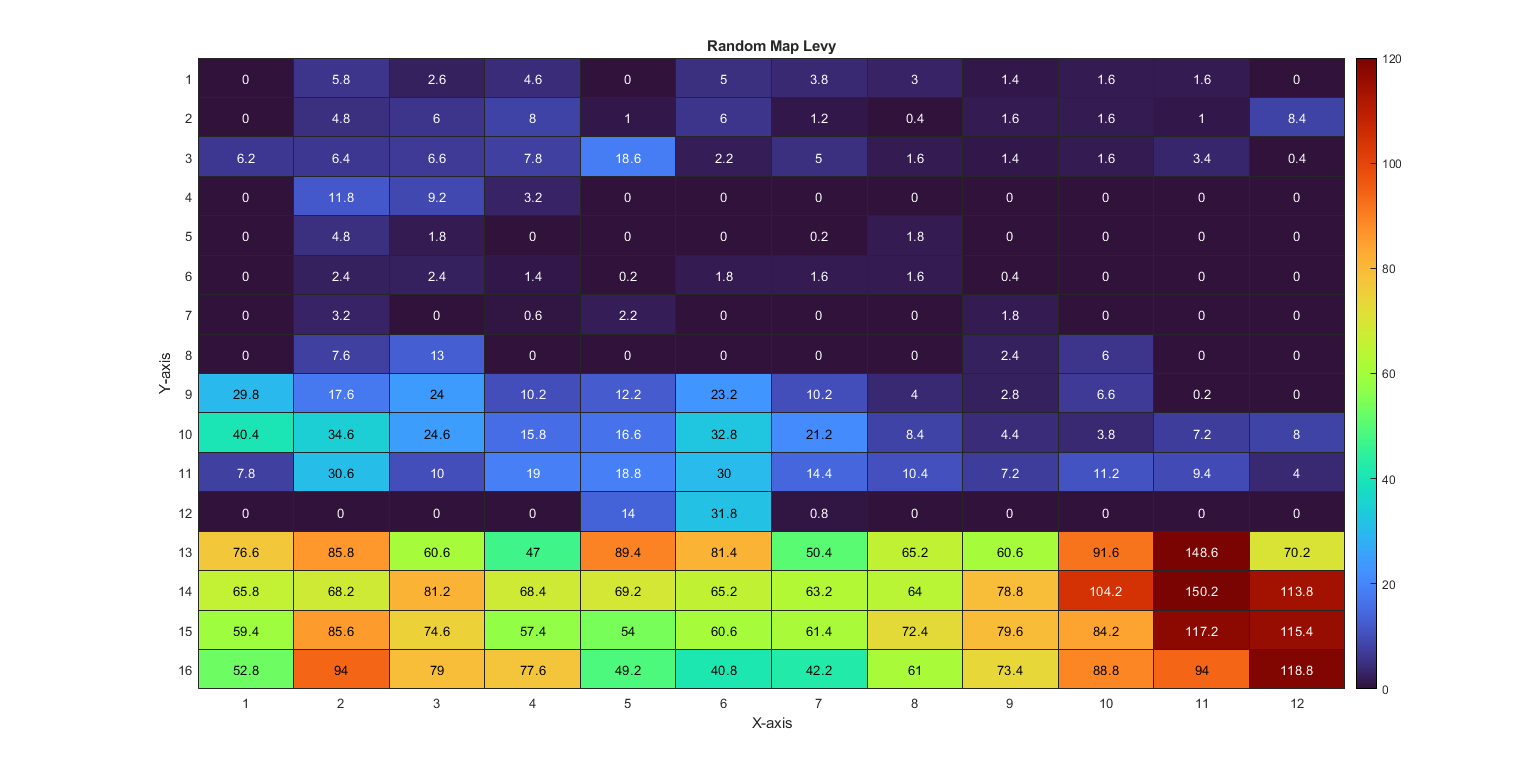 Random Map Levy
1 0 5.8 2.6 4.6 0 5 3.8 3 1.4 1.6 1.6 0 120
2 0 4.8 6 8 1 6 1.2 0.4 1.6 1.6 1 8.4
3 6.2 6.4 6.6 7.8 18.6 2.2 5 1.6 1.4 1.6 3.4 0.4 100
4 0 11.8 9.2 3.2 0 0 0 0 0 0 0 0
5 0 4.8 1.8 0 0 0 0.2 1.8 0 0 0 0
6 0 2.4 2.4 1.4 0.2 1.8 1.6 1.6 0.4 0 0 0 80
7 0 3.2 0 0.6 2.2 0 0 0 1.8 0 0 0
8 0 7.6 13 0 0 0 0 0 2.4 6 0 0
Y-axis
60
9 29.8 17.6 24 10.2 12.2 23.2 10.2 4 2.8 6.6 0.2 0
10 40.4 34.6 24.6 15.8 16.6 32.8 21.2 8.4 4.4 3.8 7.2 8
11 7.8 30.6 10 19 18.8 30 14.4 10.4 7.2 11.2 9.4 4 40
12 0 0 0 0 14 31.8 0.8 0 0 0 0 0
13 76.6 85.8 60.6 47 89.4 81.4 50.4 65.2 60.6 91.6 148.6 70.2
14 65.8 68.2 81.2 68.4 69.2 65.2 63.2 64 78.8 104.2 150.2 113.8 20
15 59.4 85.6 74.6 57.4 54 60.6 61.4 72.4 79.6 84.2 117.2 115.4
16 52.8 94 79 77.6 49.2 40.8 42.2 61 73.4 88.8 94 118.8 0
1 2 3 4 5 6 7 8 9 10 11 12
X-axis